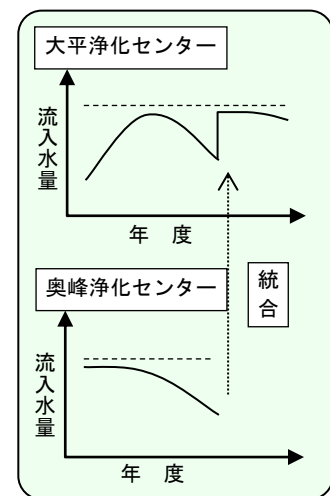 大平浄化センター
流入水量
年 度
統合
奥峰浄化センター
流入水量
年 度